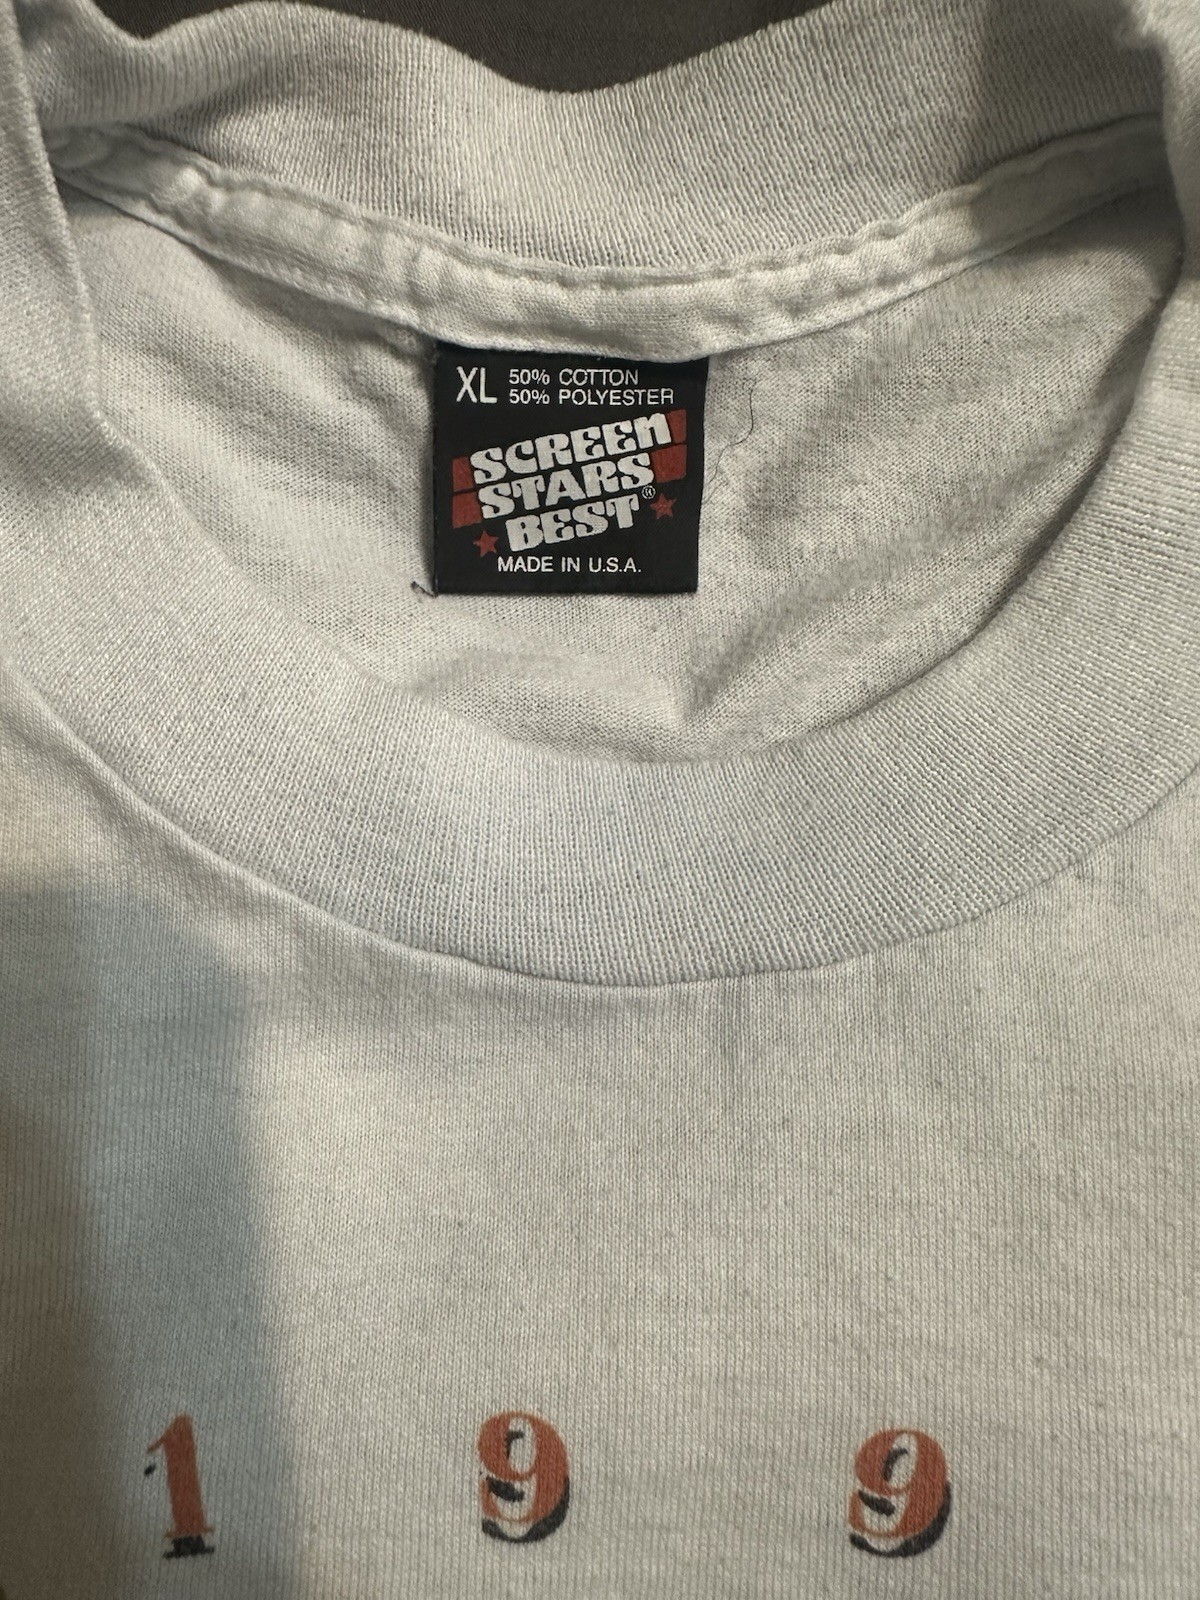 XL 50% COTTON
50% POLYESTER
SCREEN
STARS
BEST®
MADE IN U.S.A.
1 9 9